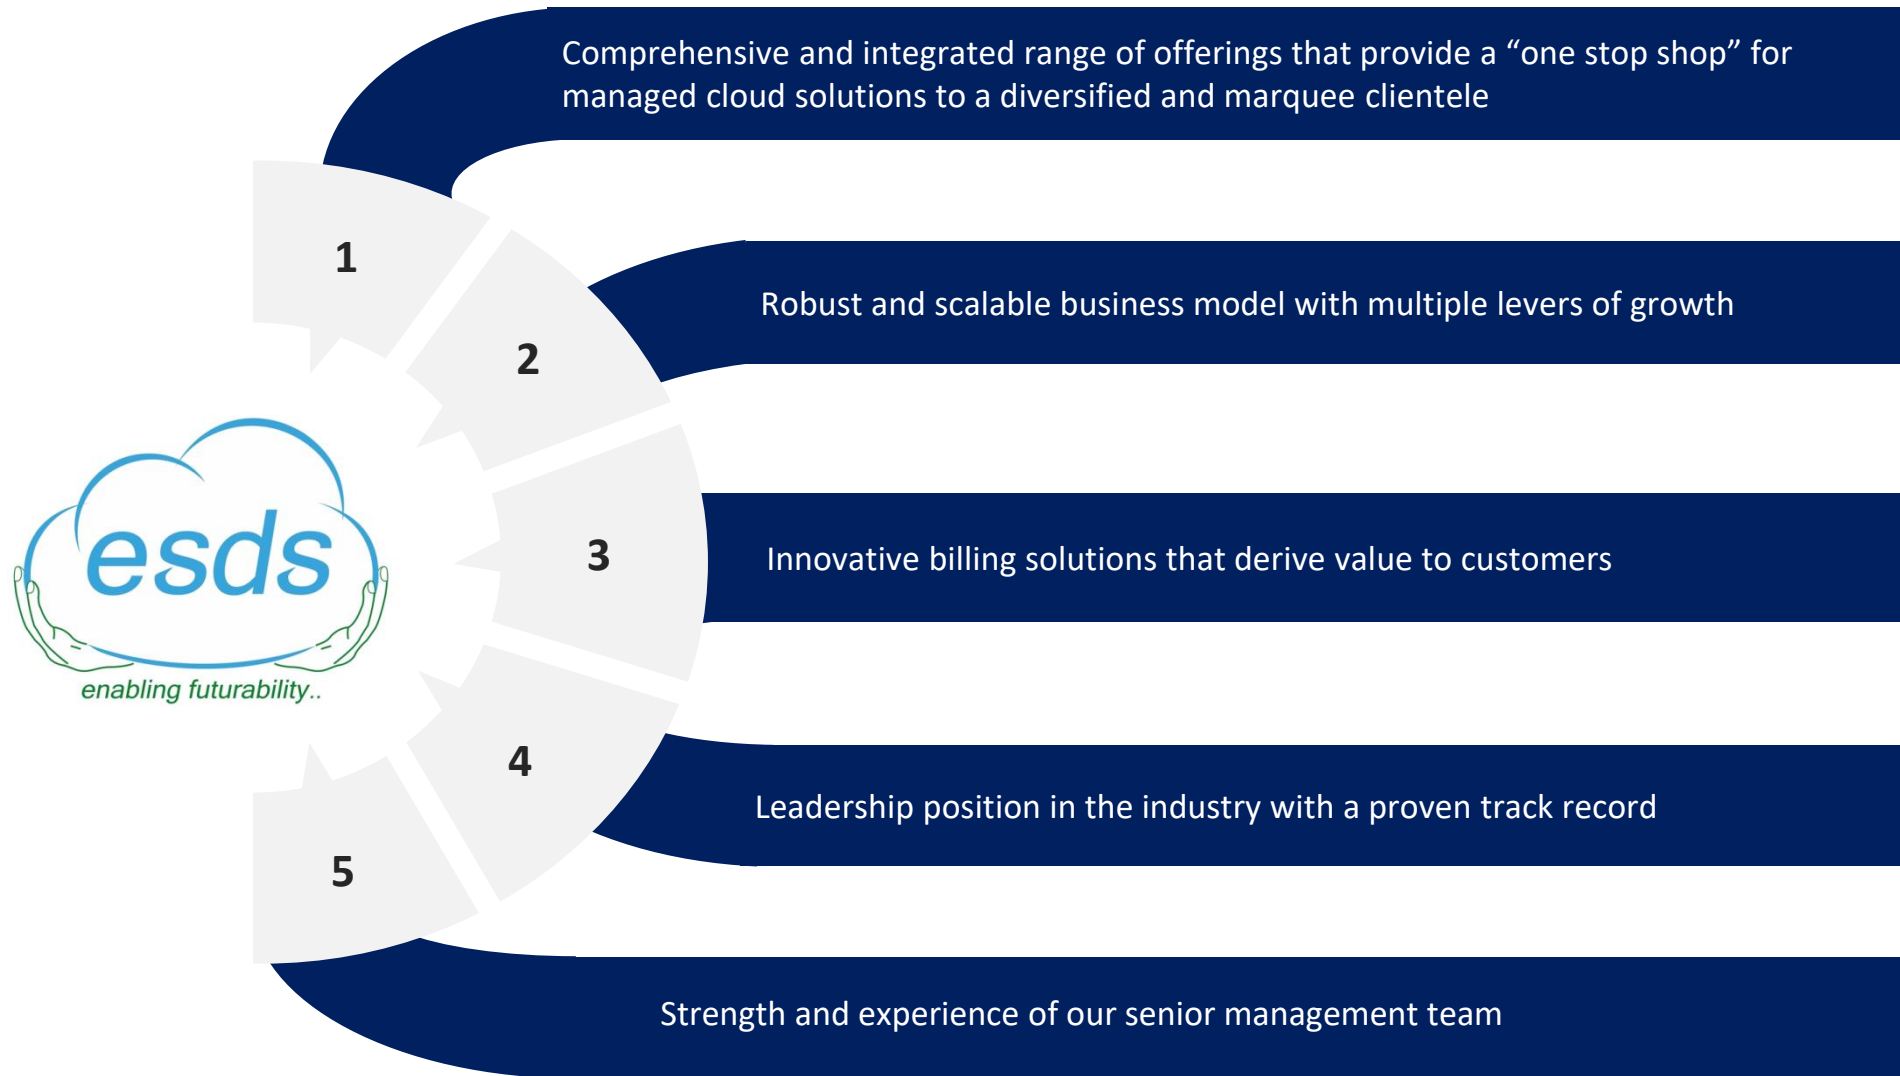 Comprehensive and integrated range of offerings that provide a “one stop shop” for
managed cloud solutions to a diversified and marquee clientele
1
Robust and scalable business model with multiple levers of growth
2
Innovative billing solutions that derive value to customers
3
esds
enabling futurability..
Leadership position in the industry with a proven track record
4
5
Strength and experience of our senior management team